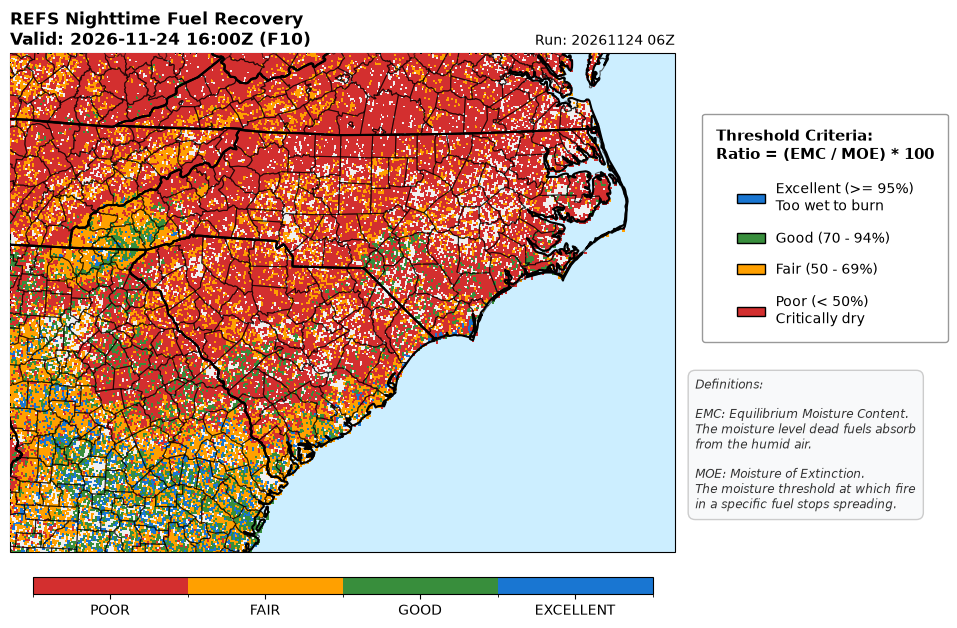 REFS Nighttime Fuel Recovery
Valid: 2026-11-24 16:00Z (F10)
Run: 20261124 06Z
Threshold Criteria:
Ratio = (EMC / MOE) * 100
Excellent (>= 95%)
Too wet to burn
Good (70 - 94%)
Fair (50 - 69%)
Poor (< 50%)
Critically dry
Definitions:
EMC: Equilibrium Moisture Content.
The moisture level dead fuels absorb
from the humid air.
MOE: Moisture of Extinction.
The moisture threshold at which fire
in a specific fuel stops spreading.
POOR
FAIR
GOOD
EXCELLENT